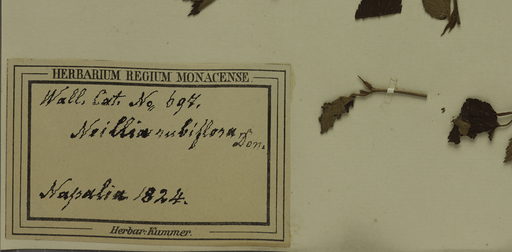 HERBARIUM REGIUM MONACENSE.
Wall. Cat. No 697.
Neillia rubiflora Don.
Napalia 1824.
Herbar. Kummer.